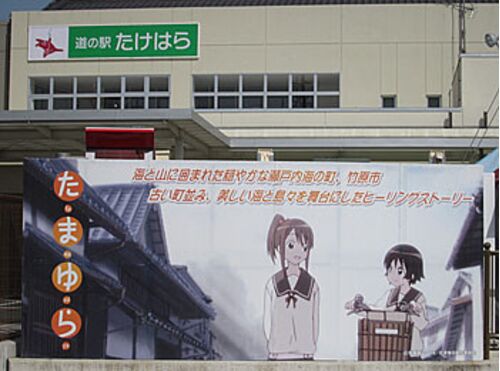 道の駅 たけはら
海と山に囲まれた穏やかな瀬戸内海の町、竹原市
古い町並み、美しい海と島々を舞台にしたヒーリングストーリー
たまゆら